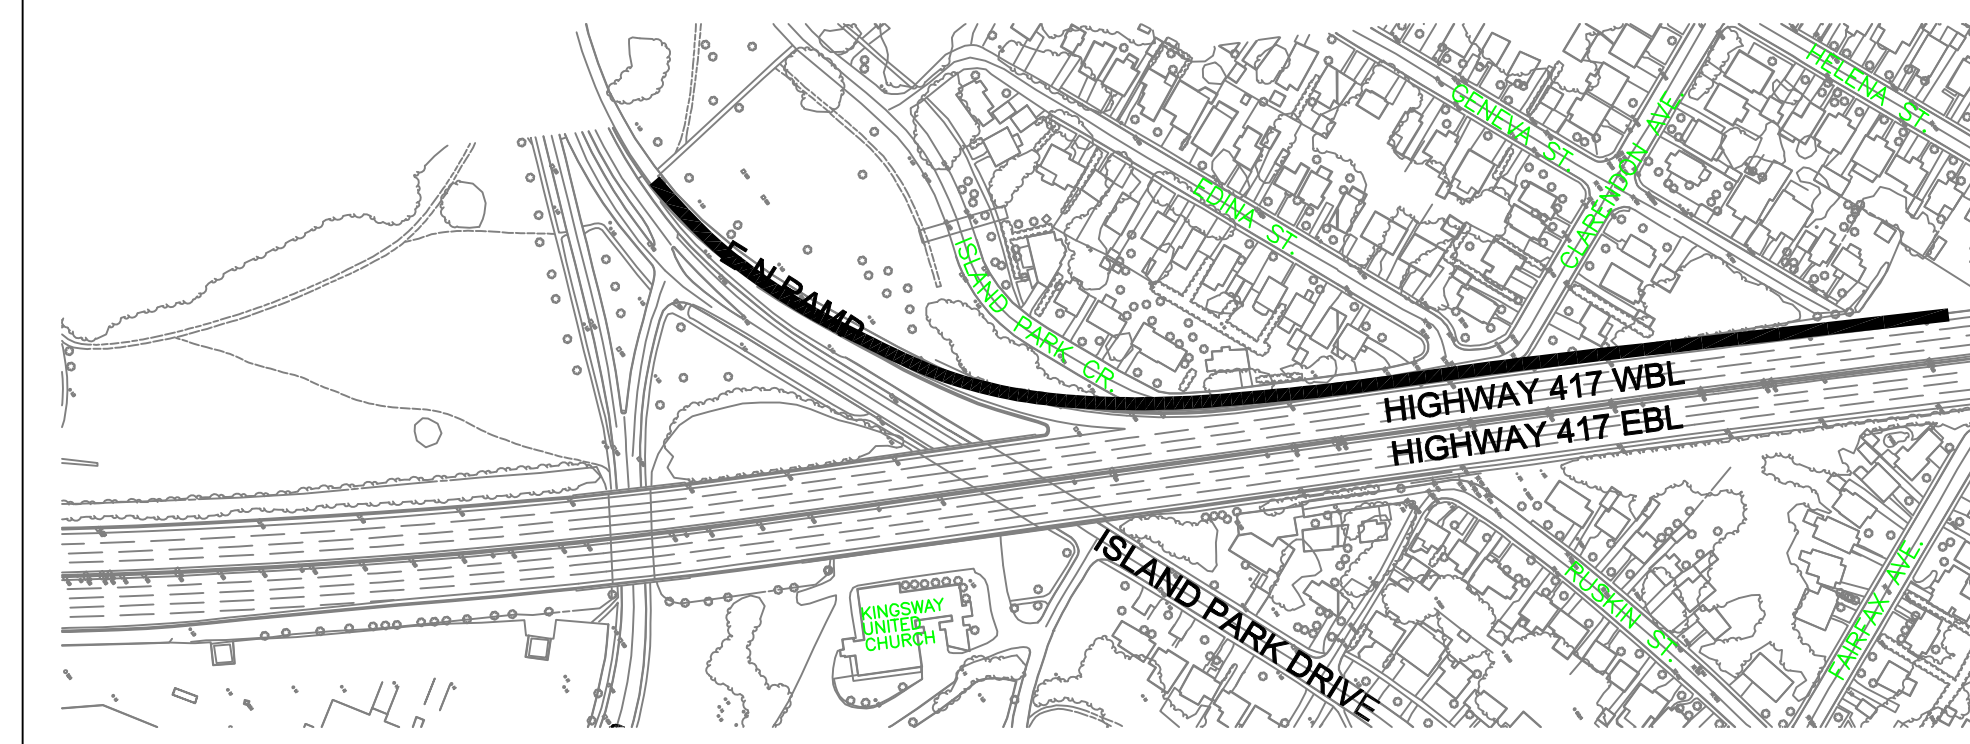 HELENA ST.
GENEVA ST.
CLARENDON AVE.
EDINA ST.
E-N RAMP
ISLAND PARK CR.
HIGHWAY 417 WBL
HIGHWAY 417 EBL
ISLAND PARK DRIVE
RUSKIN ST.
FAIRFAX AVE.
KINGSWAY
UNITED
CHURCH